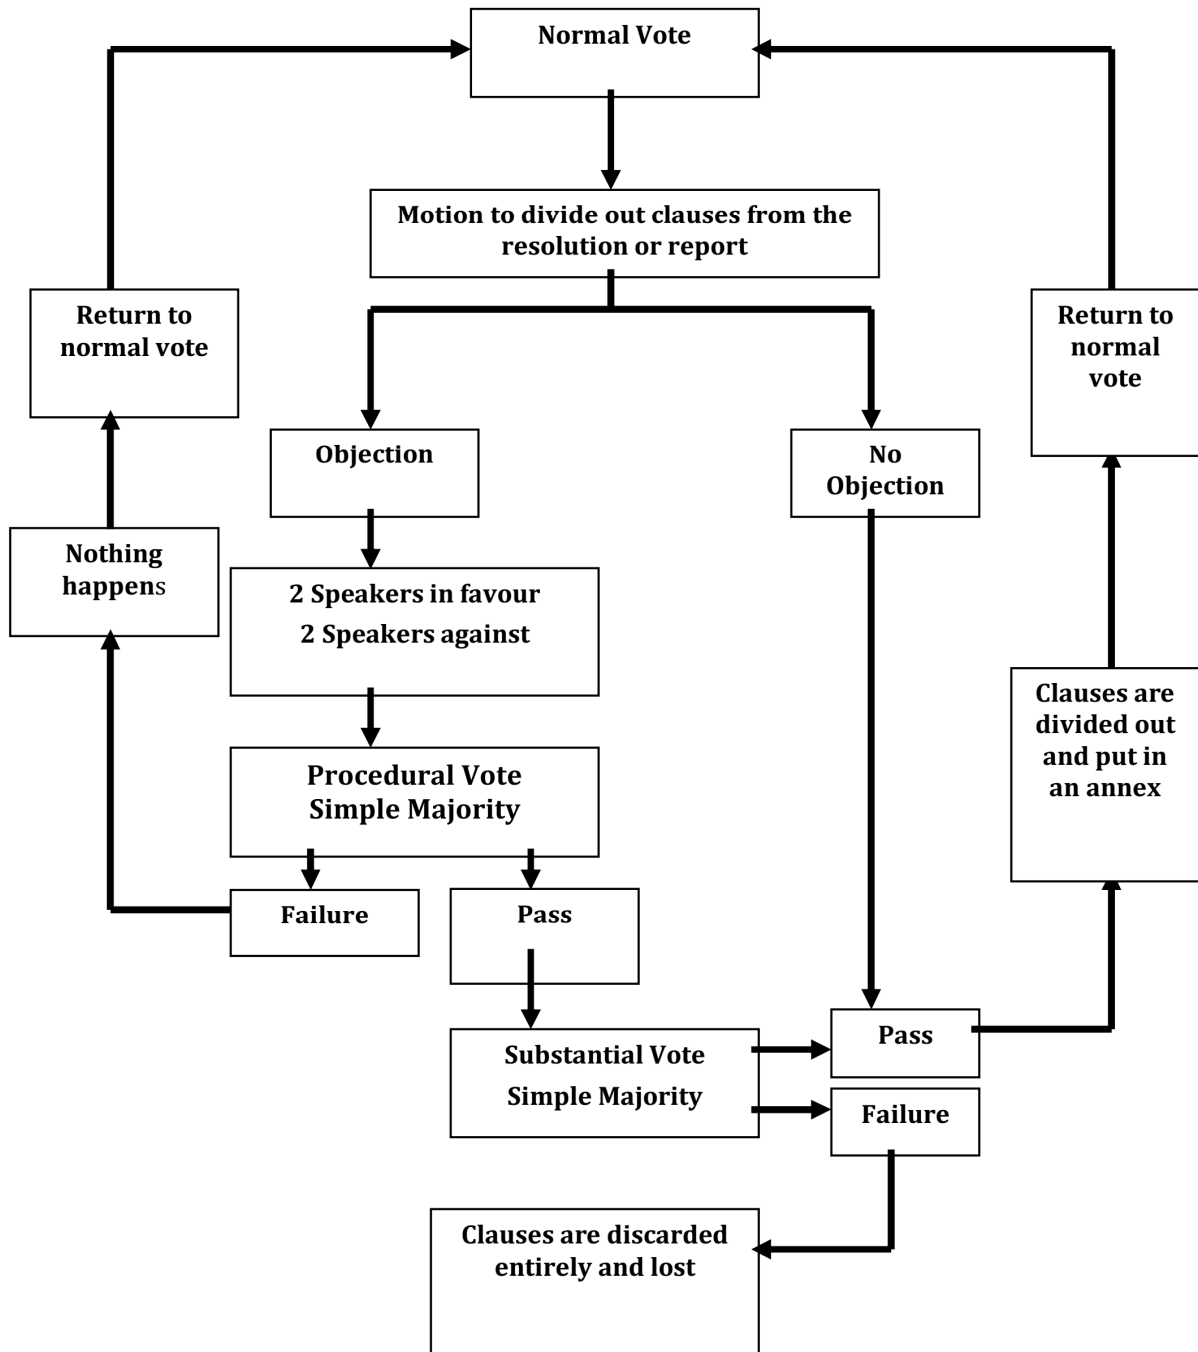 Normal Vote
Motion to divide out clauses from the
resolution or report
Return to
normal vote
Return to
normal
vote
Objection
No
Objection
Nothing
happens
2 Speakers in favour
2 Speakers against
Clauses are
divided out
and put in
an annex
Procedural Vote
Simple Majority
Failure
Pass
Substantial Vote
Simple Majority
Pass
Failure
Clauses are discarded
entirely and lost